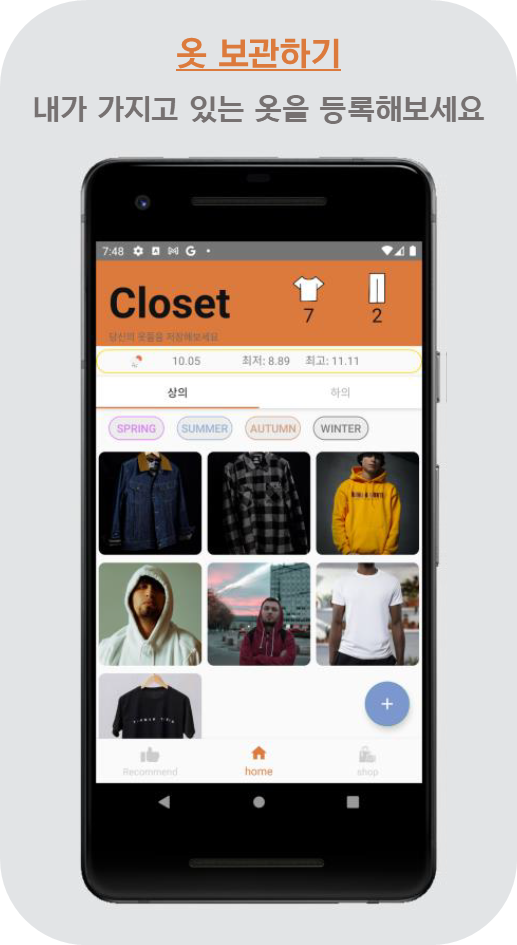 옷 보관하기
내가 가지고 있는 옷을 등록해보세요
7:48
Closet
7
2
당신의 옷들을 저장해보세요
10.05 최저: 8.89 최고: 11.11
상의 하의
SPRING SUMMER AUTUMN WINTER
+
Recommend home shop